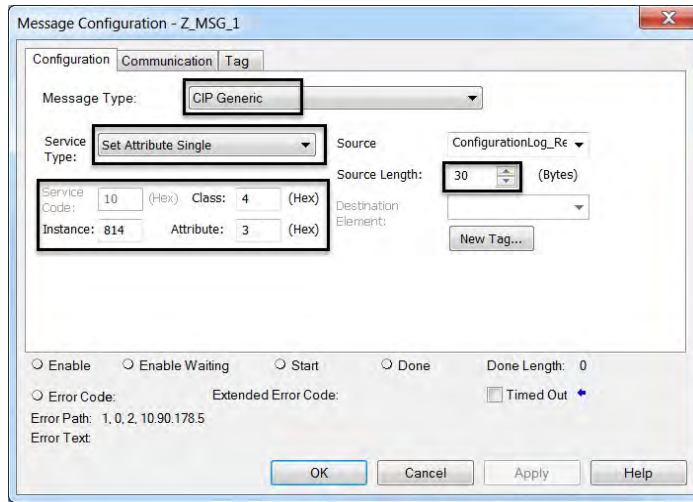 Message Configuration - Z_MSG_1
Configuration Communication Tag
Message Type: CIP Generic
Service Type: Set Attribute Single
Source ConfigurationLog_Re
Source Length: 30 (Bytes)
Service Code: 10 (Hex) Class: 4 (Hex)
Destination Element:
Instance: 814 Attribute: 3 (Hex)
New Tag...
Enable Enable Waiting Start Done Done Length: 0
Error Code: Extended Error Code: Timed Out
Error Path: 1, 0, 2, 10.90.178.5
Error Text:
OK Cancel Apply Help